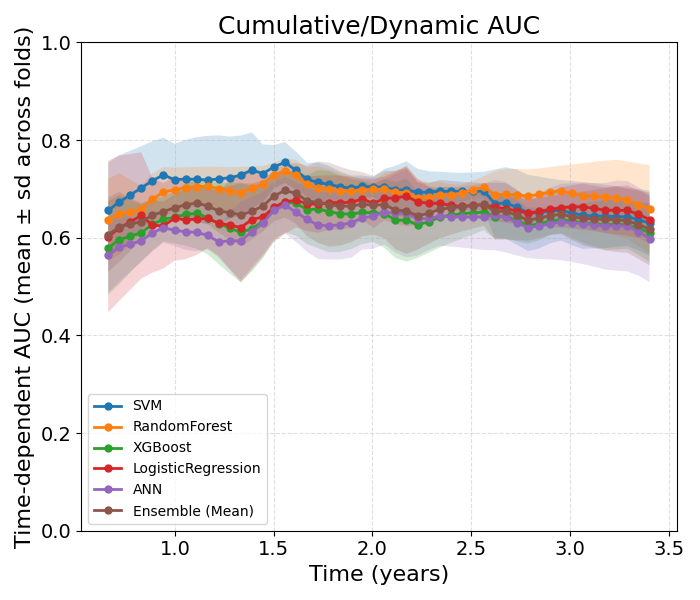 Cumulative/Dynamic AUC
Time-dependent AUC (mean ± sd across folds)
1.0
0.8
0.6
0.4
0.2
0.0
SVM
RandomForest
XGBoost
LogisticRegression
ANN
Ensemble (Mean)
1.0 1.5 2.0 2.5 3.0 3.5
Time (years)